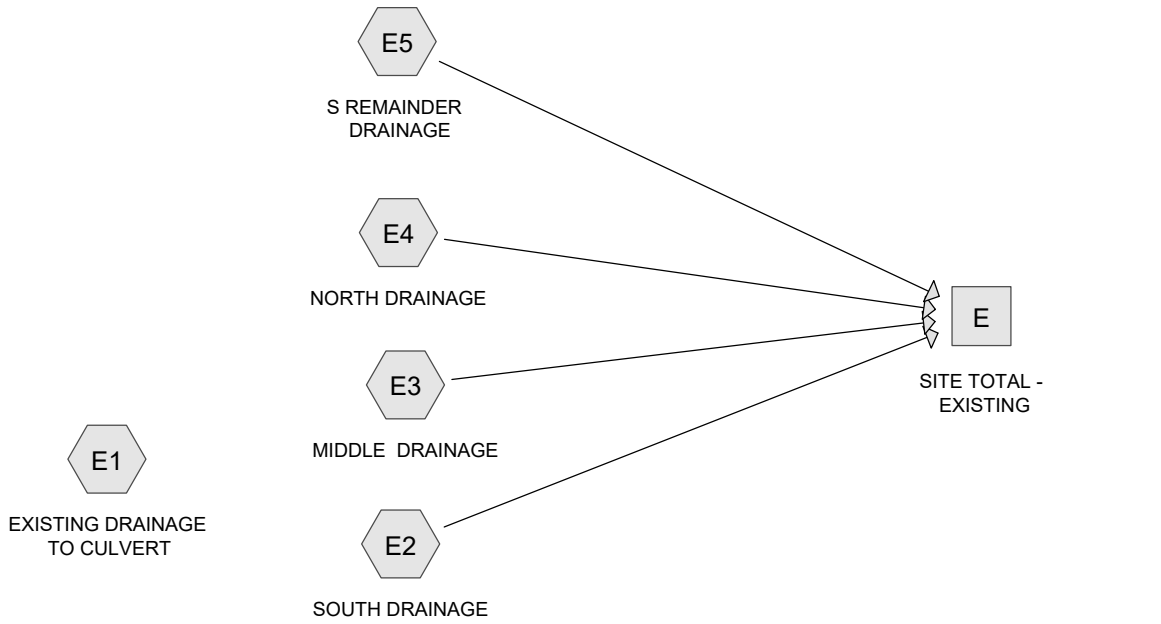 E5
S REMAINDER
DRAINAGE
E4
NORTH DRAINAGE
E
SITE TOTAL -
EXISTING
E3
MIDDLE  DRAINAGE
E1
EXISTING DRAINAGE
TO CULVERT
E2
SOUTH DRAINAGE